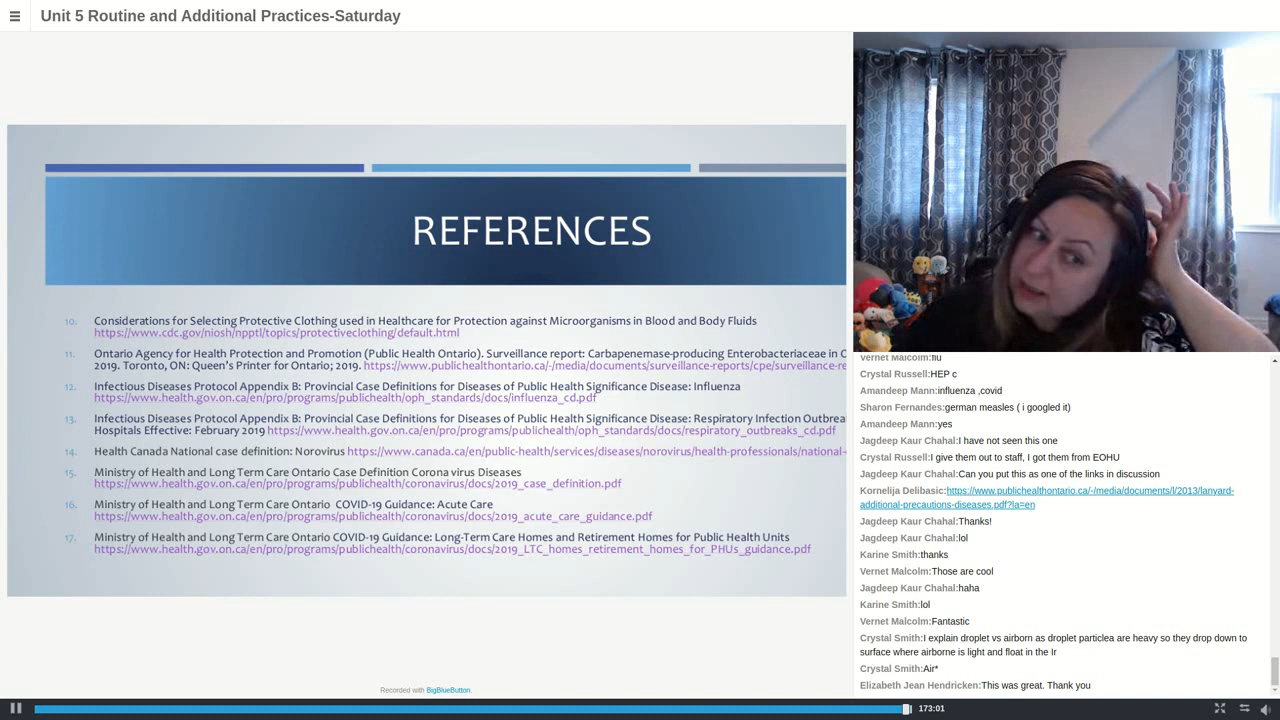 Unit 5 Routine and Additional Practices-Saturday
REFERENCES
10. Considerations for Selecting Protective Clothing used in Healthcare for Protection against Microorganisms in Blood and Body Fluids
https://www.cdc.gov/niosh/npptl/topics/protectiveclothing/default.html
11. Ontario Agency for Health Protection and Promotion (Public Health Ontario). Surveillance report: Carbapenemase-producing Enterobacteriaceae in O
2019. Toronto, ON: Queen's Printer for Ontario; 2019. https://www.publichealthontario.ca/-/media/documents/surveillance-reports/cpe/surveillance-re
12. Infectious Diseases Protocol Appendix B: Provincial Case Definitions for Diseases of Public Health Significance Disease: Influenza
https://www.health.gov.on.ca/en/pro/programs/publichealth/oph_standards/docs/influenza_cd.pdf
13. Infectious Diseases Protocol Appendix B: Provincial Case Definitions for Diseases of Public Health Significance Disease: Respiratory Infection Outbrea
Hospitals Effective: February 2019 https://www.health.gov.on.ca/en/pro/programs/publichealth/oph_standards/docs/respiratory_outbreaks_cd.pdf
14. Health Canada National case definition: Norovirus https://www.canada.ca/en/public-health/services/diseases/norovirus/health-professionals/national-
15. Ministry of Health and Long Term Care Ontario Case Definition Corona virus Diseases
https://www.health.gov.on.ca/en/pro/programs/publichealth/coronavirus/docs/2019_case_definition.pdf
16. Ministry of Health and Long Term Care Ontario COVID-19 Guidance: Acute Care
https://www.health.gov.on.ca/en/pro/programs/publichealth/coronavirus/docs/2019_acute_care_guidance.pdf
17. Ministry of Health and Long Term Care Ontario COVID-19 Guidance: Long-Term Care Homes and Retirement Homes for Public Health Units
https://www.health.gov.on.ca/en/pro/programs/publichealth/coronavirus/docs/2019_LTC_homes_retirement_homes_for_PHUs_guidance.pdf
Vernet Malcolm:flu
Crystal Russell:HEP c
Amandeep Mann:influenza ,covid
Sharon Fernandes:german measles ( i googled it)
Amandeep Mann:yes
Jagdeep Kaur Chahal:I have not seen this one
Crystal Russell:I give them out to staff, I got them from EOHU
Jagdeep Kaur Chahal:Can you put this as one of the links in discussion
Kornelija Delibasic:https://www.publichealthontario.ca/-/media/documents/l/2013/lanyard-
additional-precautions-diseases.pdf?la=en
Jagdeep Kaur Chahal:Thanks!
Jagdeep Kaur Chahal:lol
Karine Smith:thanks
Vernet Malcolm:Those are cool
Jagdeep Kaur Chahal:haha
Karine Smith:lol
Vernet Malcolm:Fantastic
Crystal Smith:I explain droplet vs airborn as droplet particlea are heavy so they drop down to
surface where airborne is light and float in the Ir
Crystal Smith:Air*
Elizabeth Jean Hendricken:This was great. Thank you
Recorded with BigBlueButton.
173:01